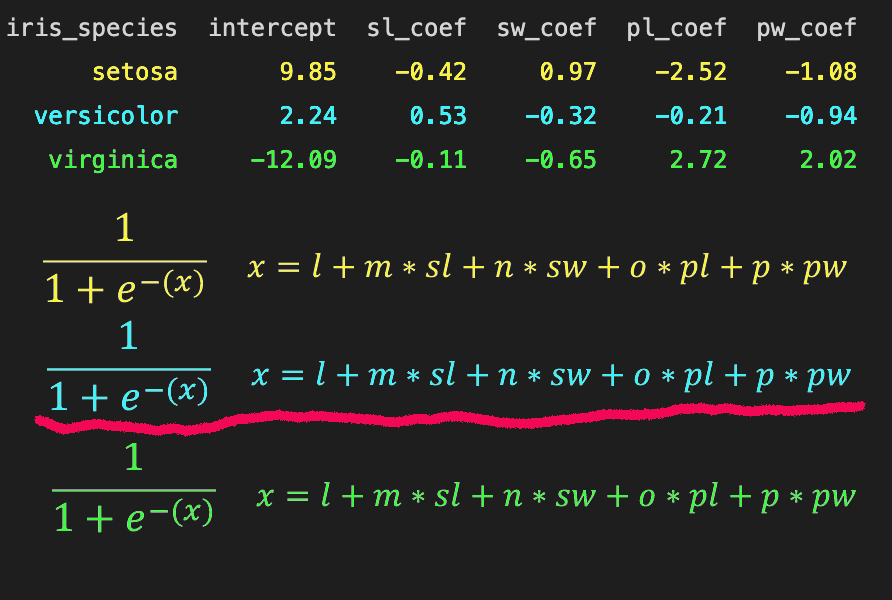 iris_species intercept sl_coef sw_coef pl_coef pw_coef
setosa 9.85 -0.42 0.97 -2.52 -1.08
versicolor 2.24 0.53 -0.32 -0.21 -0.94
virginica -12.09 -0.11 -0.65 2.72 2.02
1
1 + e^−(x) x = l + m ∗ sl + n ∗ sw + o ∗ pl + p ∗ pw
1
1 + e^−(x) x = l + m ∗ sl + n ∗ sw + o ∗ pl + p ∗ pw
1
1 + e^−(x) x = l + m ∗ sl + n ∗ sw + o ∗ pl + p ∗ pw